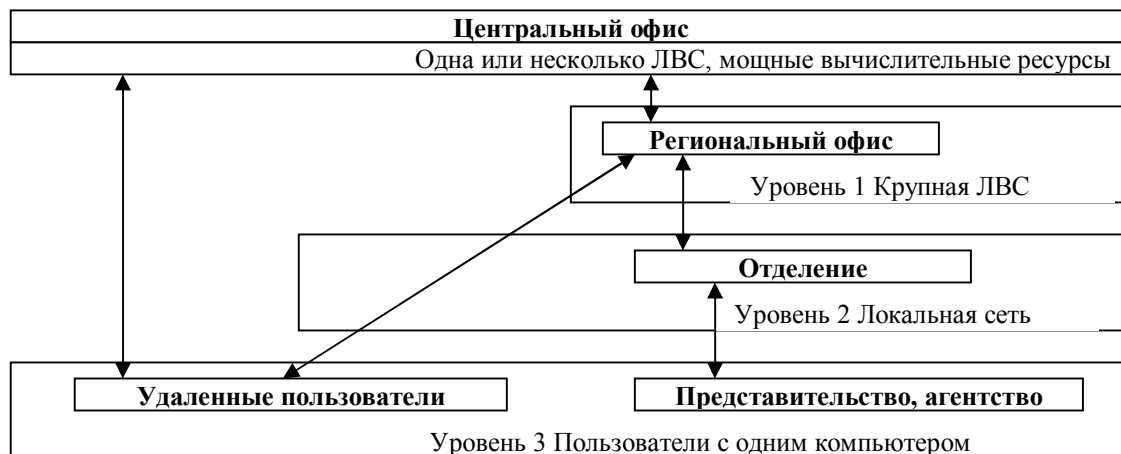 Центральный офис
Одна или несколько ЛВС, мощные вычислительные ресурсы
Региональный офис
Уровень 1 Крупная ЛВС
Отделение
Уровень 2 Локальная сеть
Удаленные пользователи
Представительство, агентство
Уровень 3 Пользователи с одним компьютером